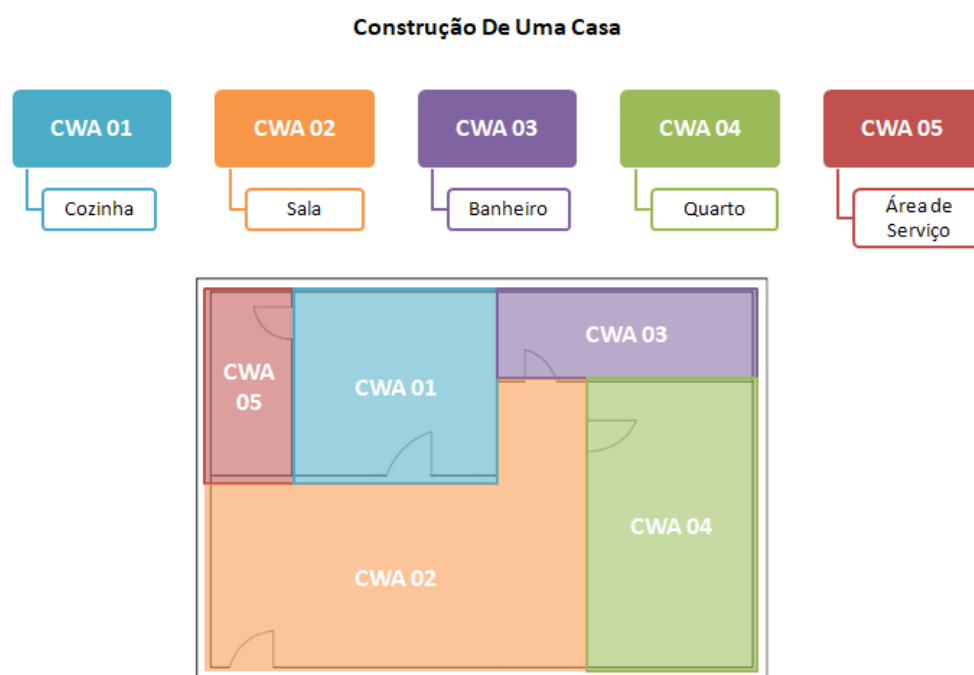 Construção De Uma Casa
CWA 01
CWA 02
CWA 03
CWA 04
CWA 05
Cozinha
Sala
Banheiro
Quarto
Área de
Serviço
CWA 03
CWA
05
CWA 01
CWA 04
CWA 02